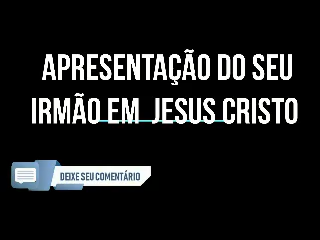 APRESENTAÇÃO DO SEU
IRMÃO EM JESUS CRISTO
DEIXE SEU COMENTÁRIO